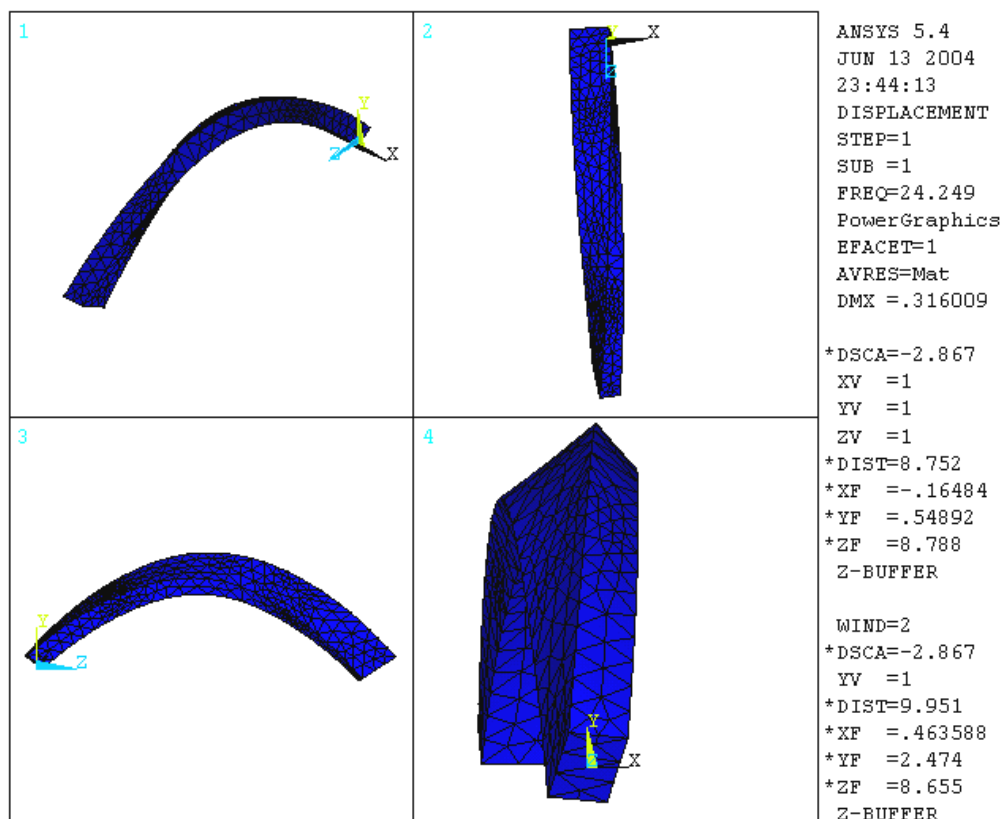 1
Y
Z
X
2
Y
X
Z
3
Y
Z
4
Y
Z
X
ANSYS 5.4
JUN 13 2004
23:44:13
DISPLACEMENT
STEP=1
SUB =1
FREQ=24.249
PowerGraphics
EFACET=1
AVRES=Mat
DMX =.316009
*DSCA=-2.867
XV =1
YV =1
ZV =1
*DIST=8.752
*XF =-.16484
*YF =.54892
*ZF =8.788
Z-BUFFER
WIND=2
*DSCA=-2.867
YV =1
*DIST=9.951
*XF =.463588
*YF =2.474
*ZF =8.655
Z-BUFFER